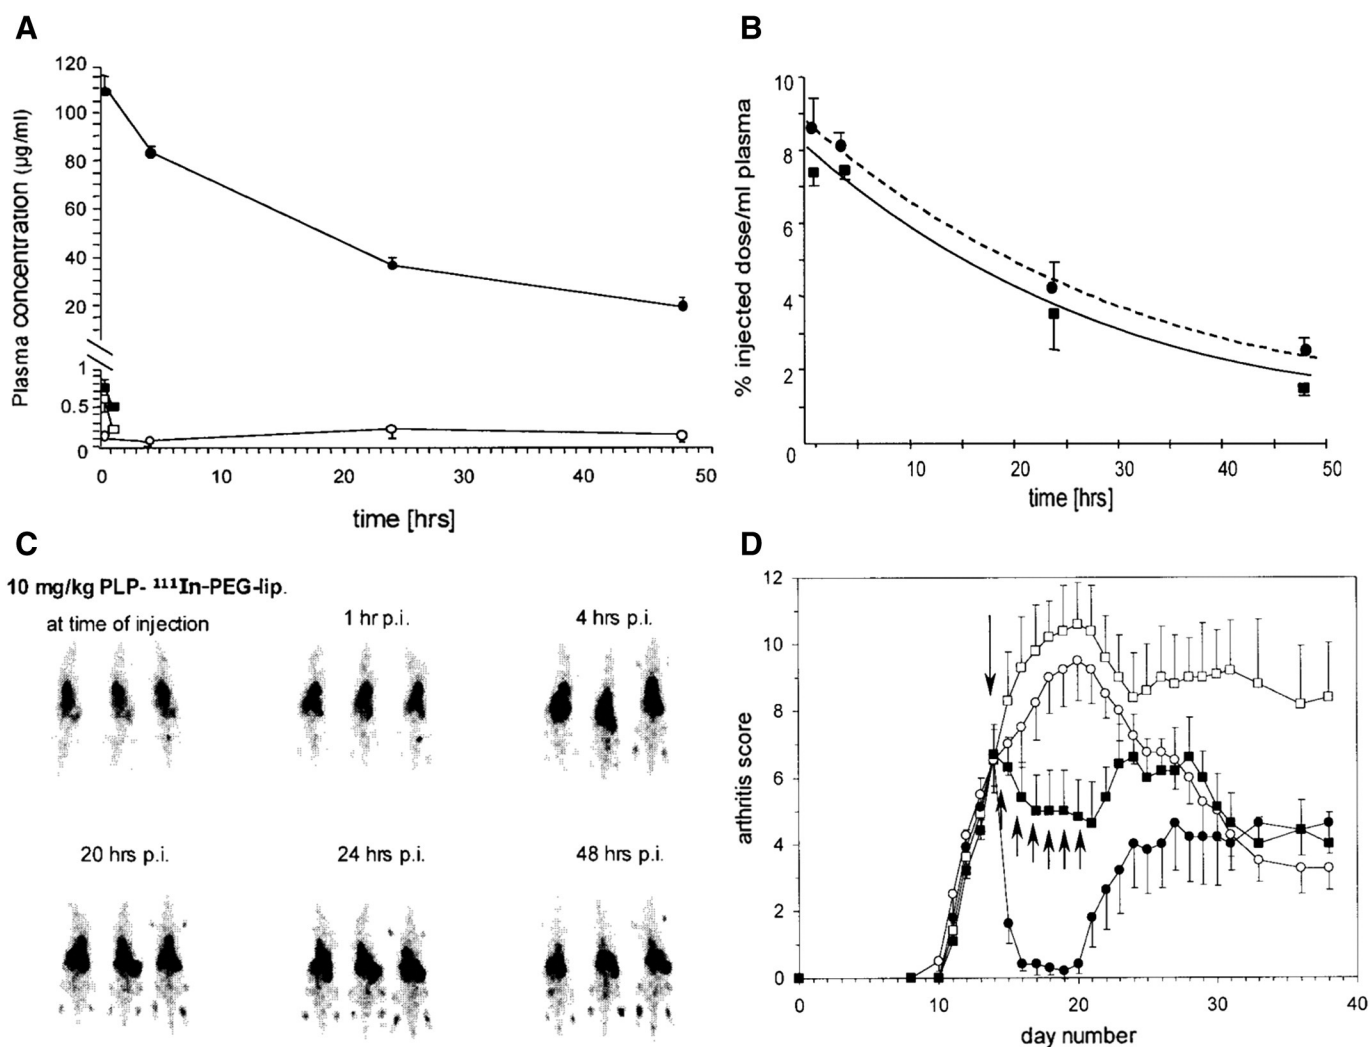 A
Plasma concentration (µg/ml)
120
100
80
60
40
20
1
0.5
0
0 10 20 30 40 50
time [hrs]
B
% injected dose/ml plasma
10
8
6
4
2
0
10 20 30 40 50
time [hrs]
C
10 mg/kg PLP- ¹¹¹In-PEG-lip.
at time of injection
1 hr p.i.
4 hrs p.i.
20 hrs p.i.
24 hrs p.i.
48 hrs p.i.
D
arthritis score
12
10
8
6
4
2
0
0 10 20 30 40
day number